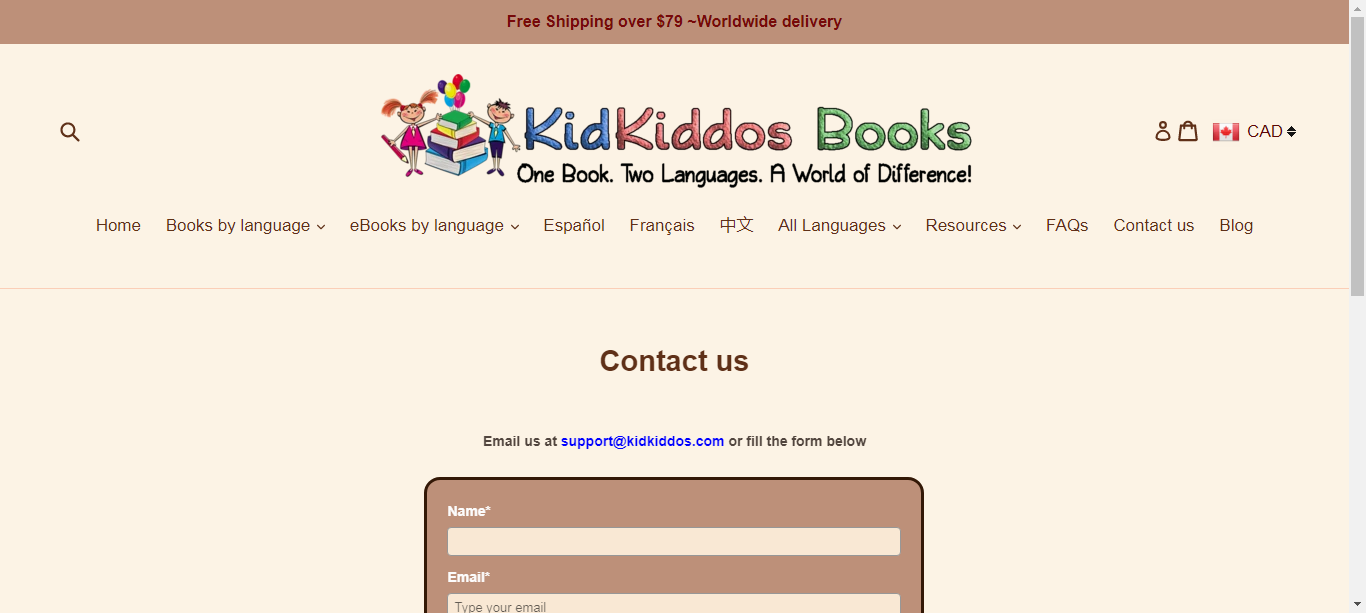 Free Shipping over $79 ~Worldwide delivery
KidKiddos Books
One Book. Two Languages. A World of Difference!
CAD
Home Books by language eBooks by language Español Français 中文 All Languages Resources FAQs Contact us Blog
Contact us
Email us at support@kidkiddos.com or fill the form below
Name*
Email*
Type your email